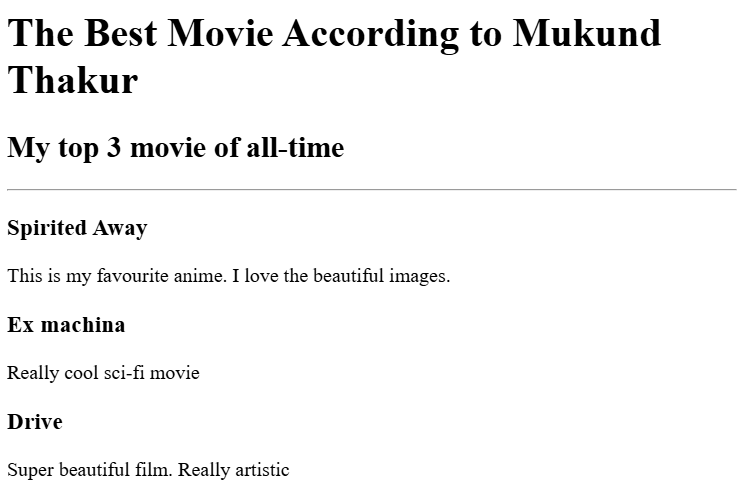 The Best Movie According to Mukund
Thakur
My top 3 movie of all-time
Spirited Away
This is my favourite anime. I love the beautiful images.
Ex machina
Really cool sci-fi movie
Drive
Super beautiful film. Really artistic